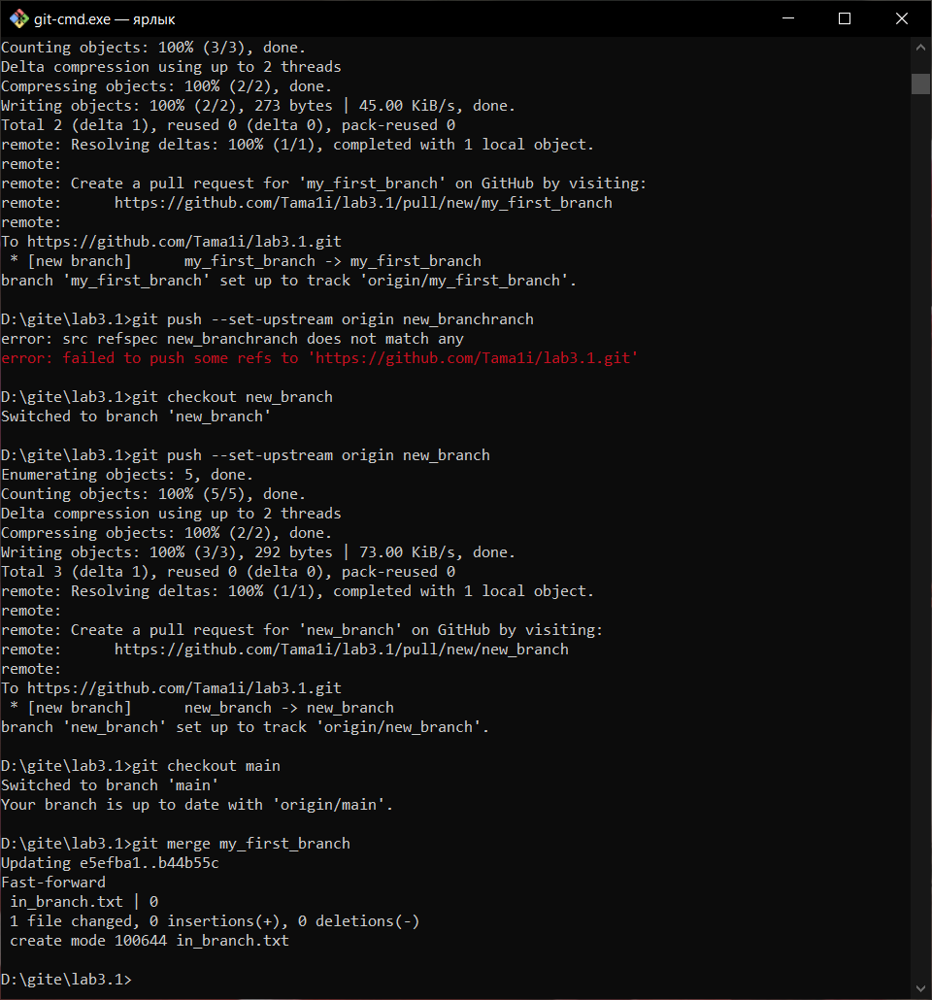 git-cmd.exe — ярлык
Counting objects: 100% (3/3), done.
Delta compression using up to 2 threads
Compressing objects: 100% (2/2), done.
Writing objects: 100% (2/2), 273 bytes | 45.00 KiB/s, done.
Total 2 (delta 1), reused 0 (delta 0), pack-reused 0
remote: Resolving deltas: 100% (1/1), completed with 1 local object.
remote:
remote: Create a pull request for 'my_first_branch' on GitHub by visiting:
remote:      https://github.com/Tama1i/lab3.1/pull/new/my_first_branch
remote:
To https://github.com/Tama1i/lab3.1.git
 * [new branch]      my_first_branch -> my_first_branch
branch 'my_first_branch' set up to track 'origin/my_first_branch'.
D:\gite\lab3.1>git push --set-upstream origin new_branchranch
error: src refspec new_branchranch does not match any
error: failed to push some refs to 'https://github.com/Tama1i/lab3.1.git'
D:\gite\lab3.1>git checkout new_branch
Switched to branch 'new_branch'
D:\gite\lab3.1>git push --set-upstream origin new_branch
Enumerating objects: 5, done.
Counting objects: 100% (5/5), done.
Delta compression using up to 2 threads
Compressing objects: 100% (2/2), done.
Writing objects: 100% (3/3), 292 bytes | 73.00 KiB/s, done.
Total 3 (delta 1), reused 0 (delta 0), pack-reused 0
remote: Resolving deltas: 100% (1/1), completed with 1 local object.
remote:
remote: Create a pull request for 'new_branch' on GitHub by visiting:
remote:      https://github.com/Tama1i/lab3.1/pull/new/new_branch
remote:
To https://github.com/Tama1i/lab3.1.git
 * [new branch]      new_branch -> new_branch
branch 'new_branch' set up to track 'origin/new_branch'.
D:\gite\lab3.1>git checkout main
Switched to branch 'main'
Your branch is up to date with 'origin/main'.
D:\gite\lab3.1>git merge my_first_branch
Updating e5efba1..b44b55c
Fast-forward
 in_branch.txt | 0
 1 file changed, 0 insertions(+), 0 deletions(-)
 create mode 100644 in_branch.txt
D:\gite\lab3.1>